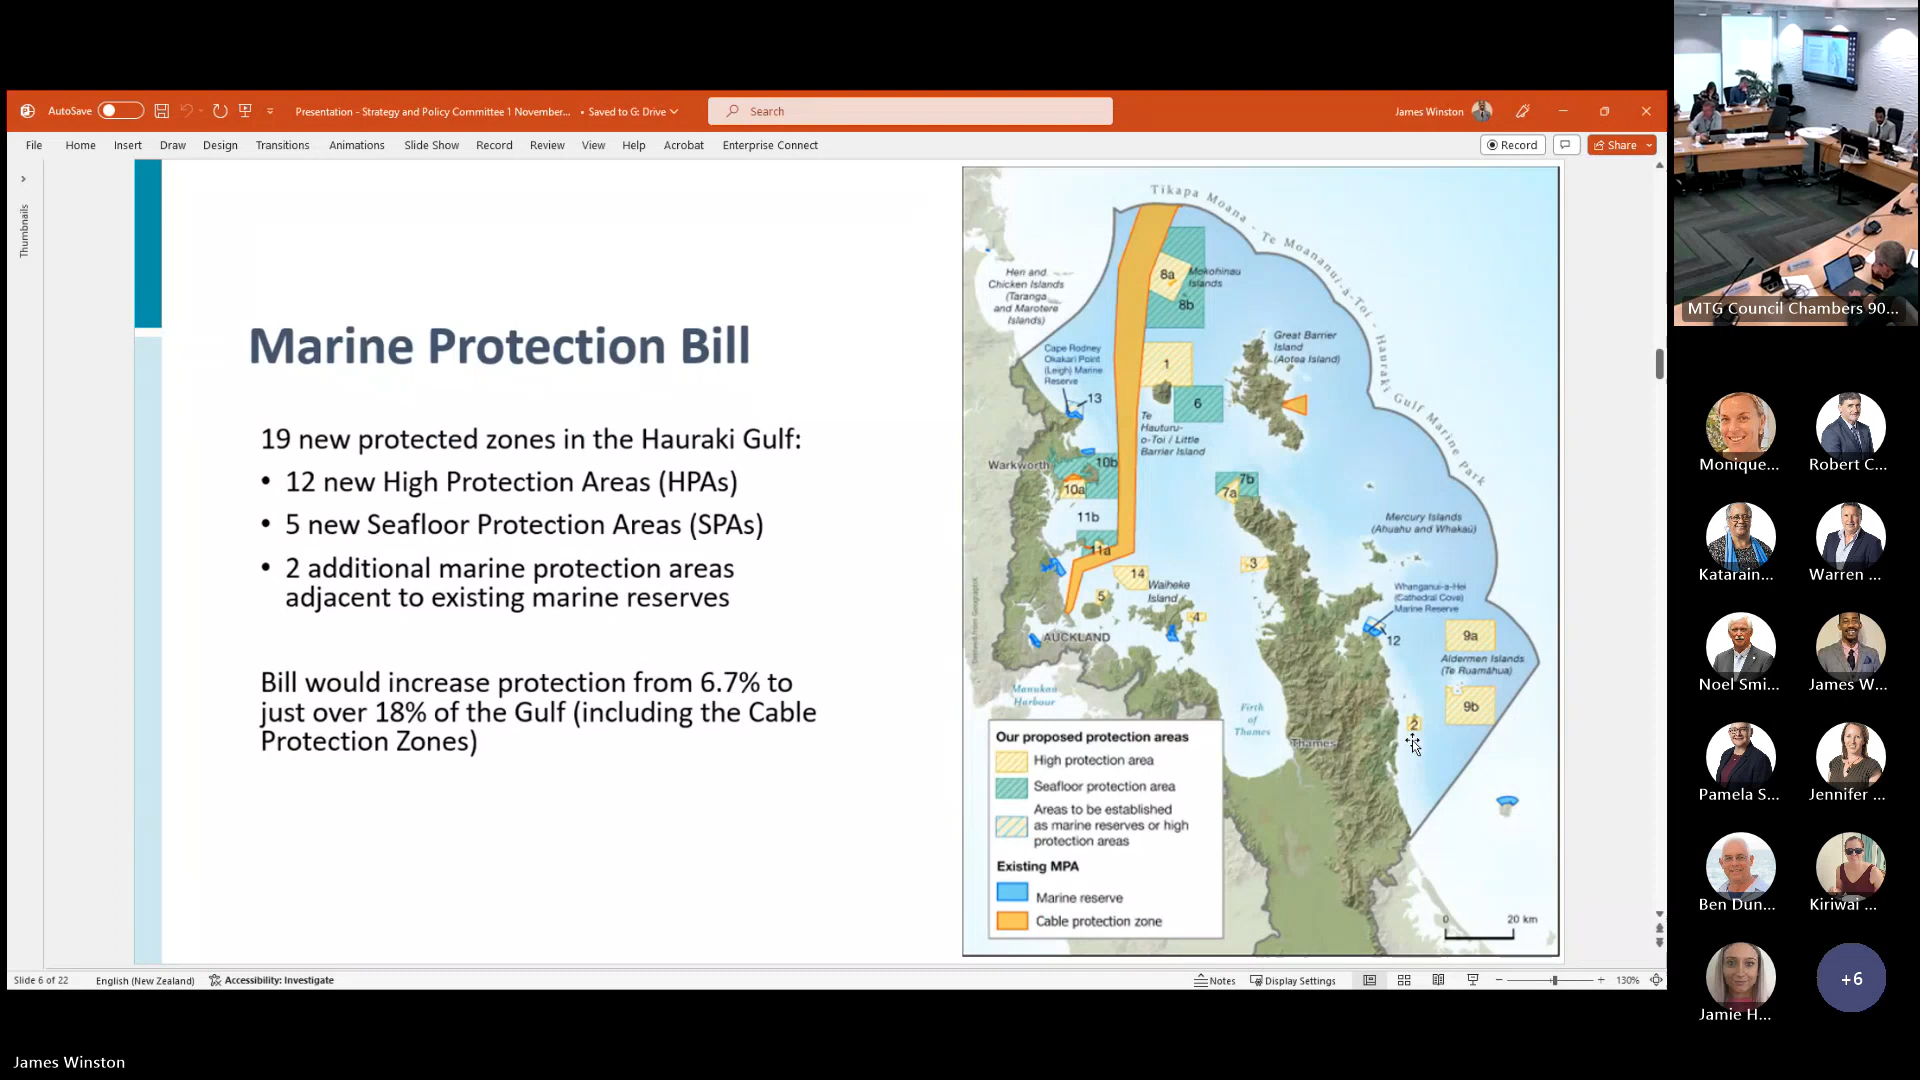 AutoSave
Presentation - Strategy and Policy Committee 1 November... • Saved to G: Drive
Search
James Winston
File Home Insert Draw Design Transitions Animations Slide Show Record Review View Help Acrobat Enterprise Connect
Record
Share
Thumbnails
Marine Protection Bill
19 new protected zones in the Hauraki Gulf:
• 12 new High Protection Areas (HPAs)
• 5 new Seafloor Protection Areas (SPAs)
• 2 additional marine protection areas
adjacent to existing marine reserves
Bill would increase protection from 6.7% to
just over 18% of the Gulf (including the Cable
Protection Zones)
Tikapa Moana - Te Moananui-a-Toi - Hauraki Gulf Marine Park
Hen and
Chicken Islands
(Taranga
and Marotere
Islands)
8a
Mokohinau
Islands
8b
Great Barrier
Island
(Aotea Island)
Cape Rodney
Okakari Point
(Leigh) Marine
Reserve
13
1
6
Te
Hauturu-
o-Toi / Little
Barrier Island
Warkworth
10b
10a
11b
11a
7b
7a
Mercury Islands
(Ahuahu and Whakau)
3
14
Waiheke
Island
5
4
AUCKLAND
Whanganui-a-Hei
(Cathedral Cove)
Marine Reserve
12
9a
Aldermen Islands
(Te Ruamāhua)
9b
2
Manukau
Harbour
Firth
of
Thames
Thames
Our proposed protection areas
High protection area
Seafloor protection area
Areas to be established
as marine reserves or high
protection areas
Existing MPA
Marine reserve
Cable protection zone
0 20 km
Slide 6 of 22 English (New Zealand) Accessibility: Investigate
Notes Display Settings 130%
MTG Council Chambers 90...
Monique...
Robert C...
Katarain...
Warren ...
Noel Smi...
James W...
Pamela S...
Jennifer ...
Ben Dun...
Kiriwai ...
Jamie H...
+6
James Winston